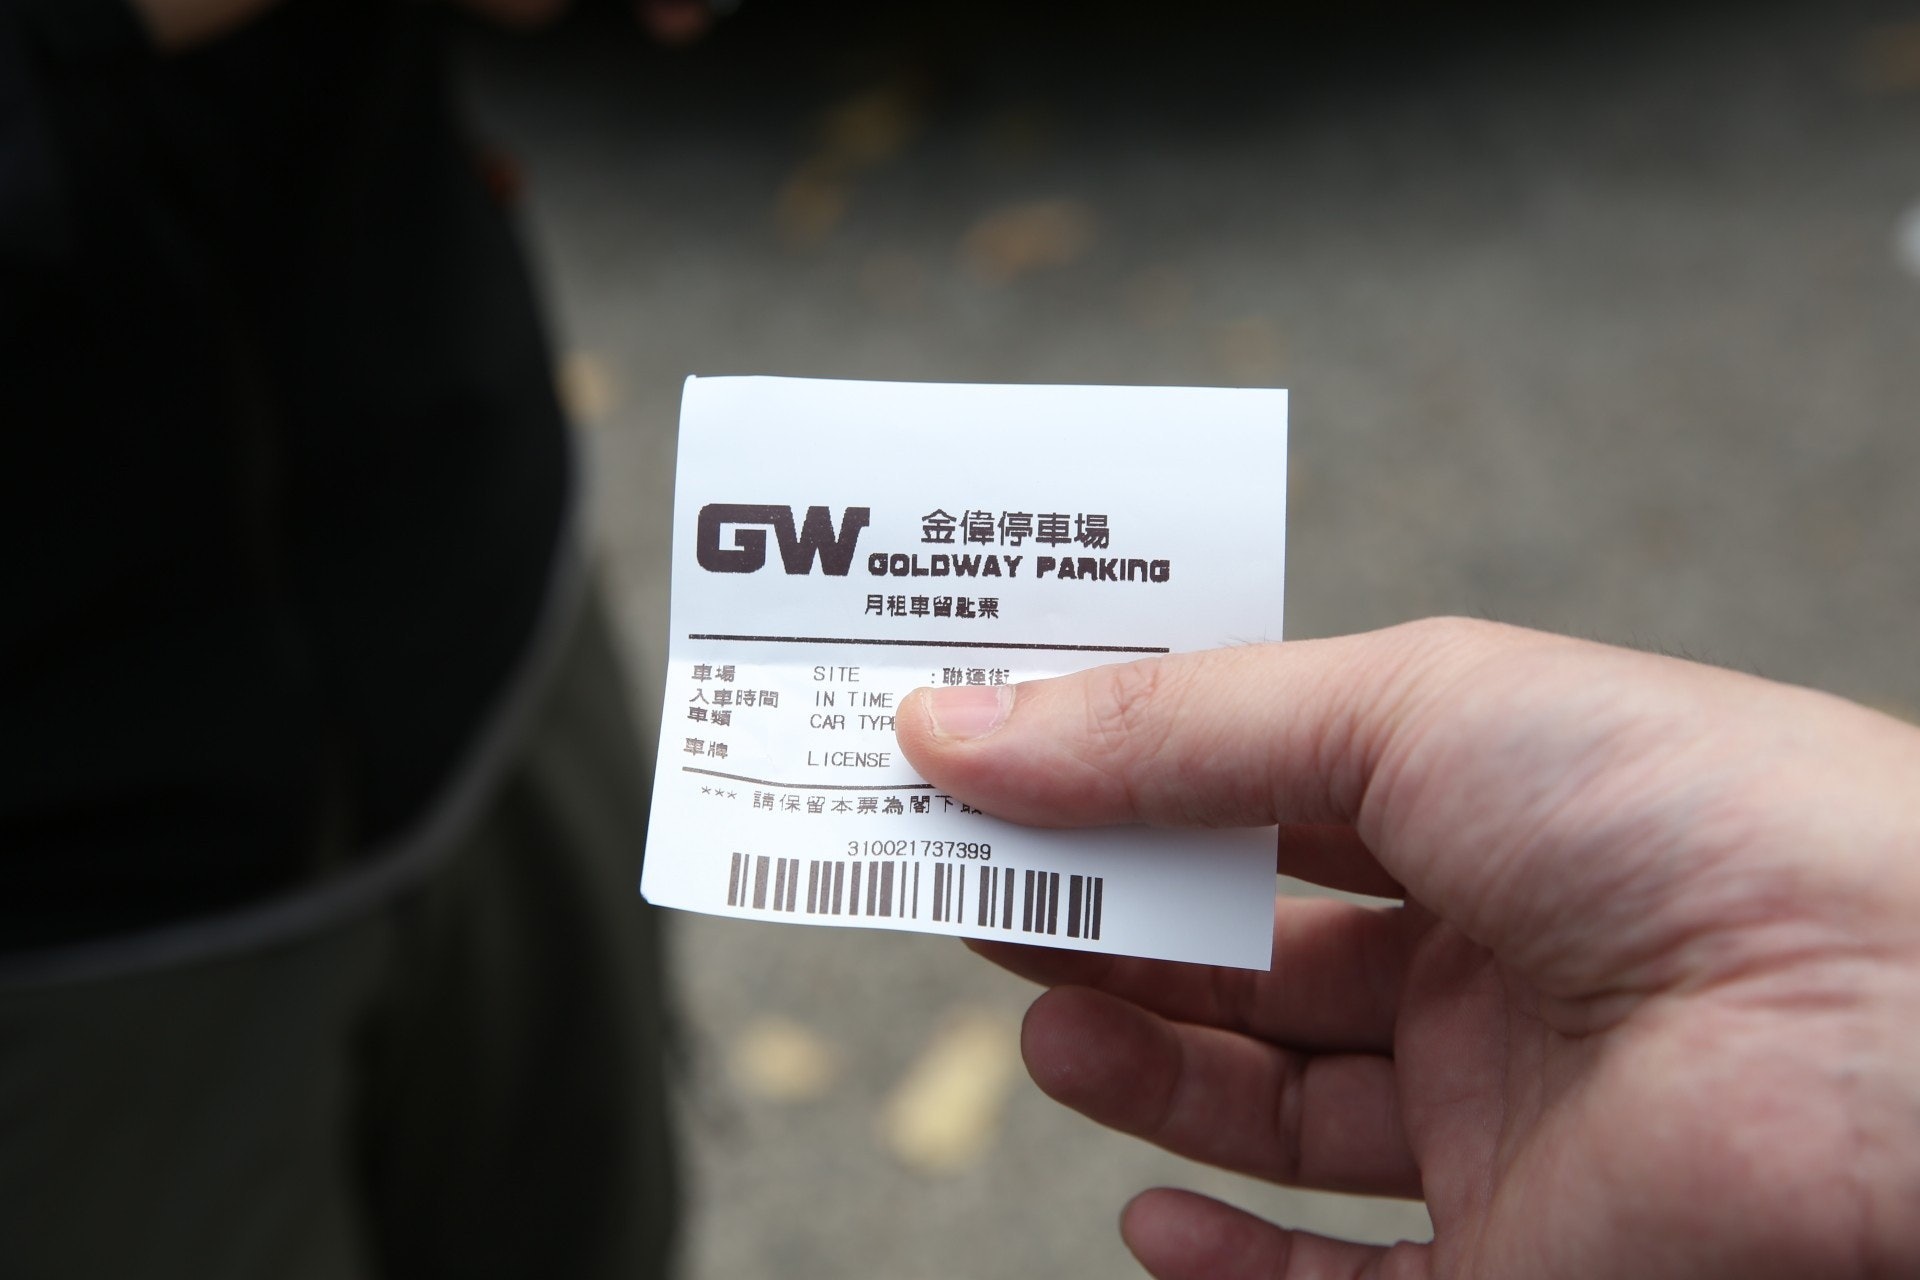 GW 金偉停車場
GOLDWAY PARKING
月租車留匙票
車場 SITE : 聯運街
入車時間 IN TIME
車類 CAR TYPE
車牌 LICENSE
*** 請保留本票為閣下
310021737399